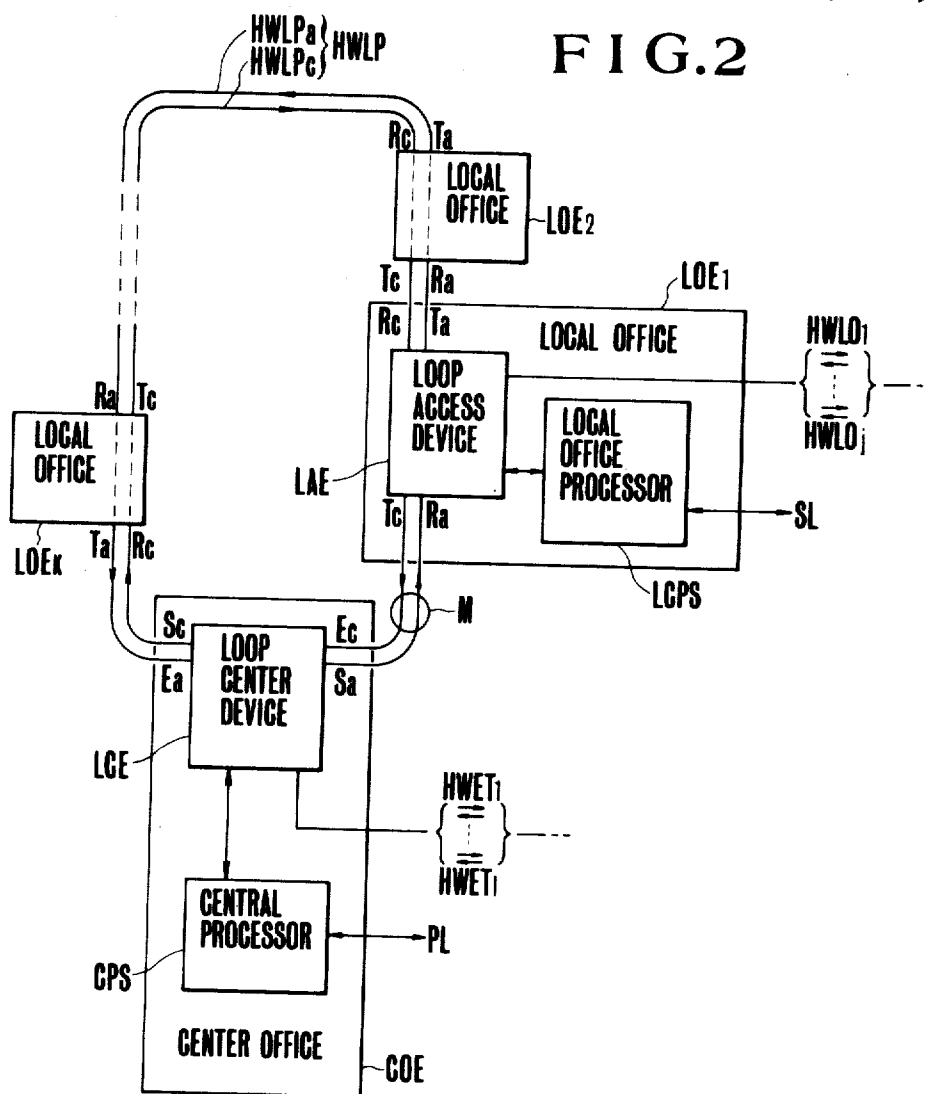 HWLPa
HWLPc
} HWLP
FIG.2
Rc
Ta
LOCAL
OFFICE
LOE2
Tc
Ra
LOE1
Rc
Ta
LOCAL OFFICE
HWLO1
HWLOj
LOOP
ACCESS
DEVICE
LOCAL
OFFICE
PROCESSOR
LAE
SL
Ra
Tc
LOCAL
OFFICE
LOEK
Ta
Rc
Tc
Ra
LCPS
M
Sc
Ea
LOOP
CENTER
DEVICE
Ec
Sa
LCE
HWET1
HWETi
CENTRAL
PROCESSOR
PL
CPS
CENTER OFFICE
COE